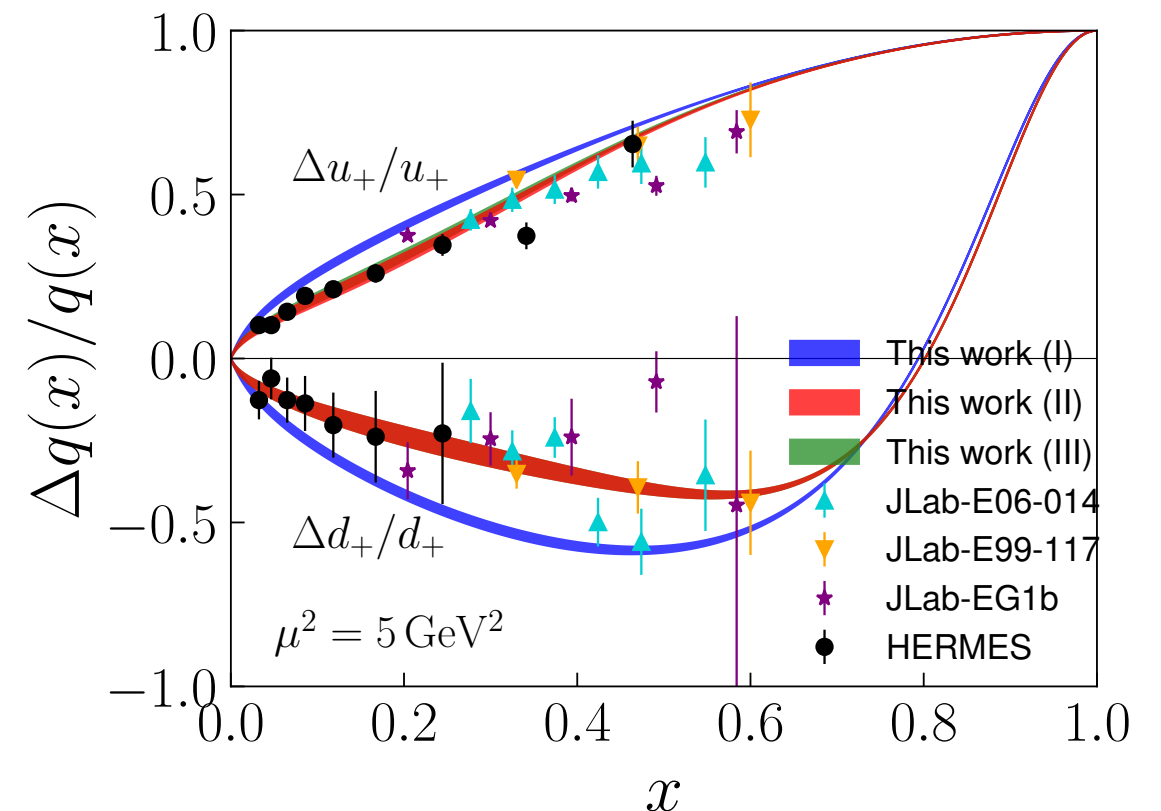 Δq(x)/q(x)
1.0
0.5
0.0
−0.5
−1.0
Δu₊/u₊
Δd₊/d₊
μ² = 5 GeV²
This work (I)
This work (II)
This work (III)
JLab-E06-014
JLab-E99-117
JLab-EG1b
HERMES
0.0 0.2 0.4 0.6 0.8 1.0
x